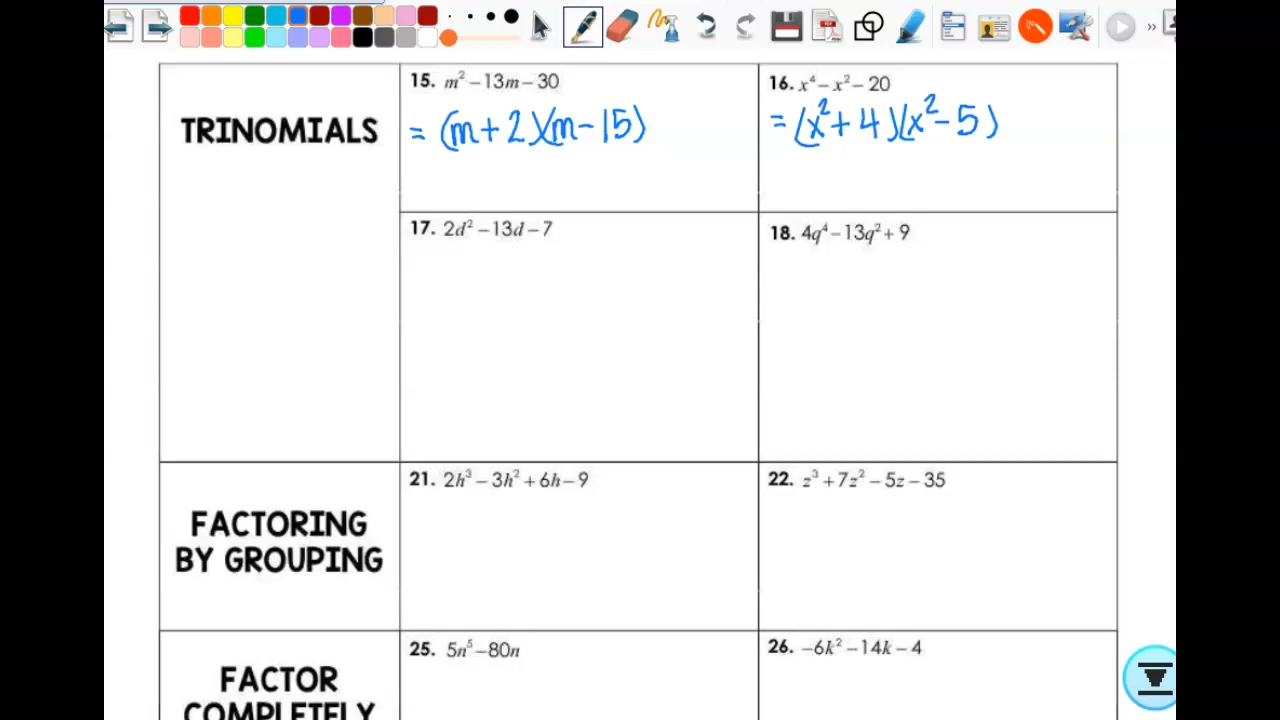 TRINOMIALS
15. m² – 13m – 30
= (m + 2)(m – 15)
16. x⁴ – x² – 20
= (x² + 4)(x² – 5)
17. 2d² – 13d – 7
18. 4q⁴ – 13q² + 9
FACTORING
BY GROUPING
21. 2h³ – 3h² + 6h – 9
22. z³ + 7z² – 5z – 35
FACTOR
COMPLETELY
25. 5n⁵ – 80n
26. –6k² – 14k – 4